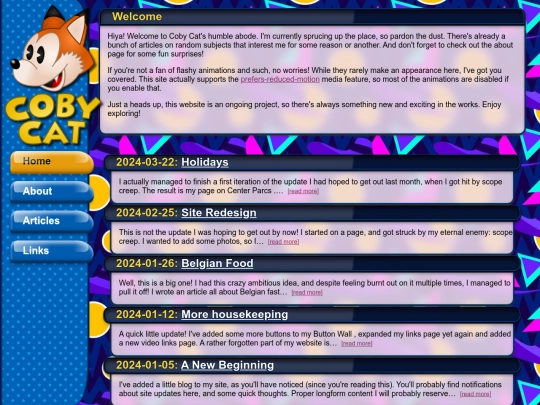 Welcome
Hiya! Welcome to Coby Cat's humble abode. I'm currently sprucing up the place, so pardon the dust. There's already a
bunch of articles on random subjects that interest me for some reason or another. And don't forget to check out the about
page for some fun surprises!
If you're not a fan of flashy animations and such, no worries! While they rarely make an appearance here, I've got you
covered. This site actually supports the prefers-reduced-motion media feature, so most of the animations are disabled if
you enable that.
Just a heads up, this website is an ongoing project, so there's always something new and exciting in the works. Enjoy
exploring!
COBY
CAT
Home
About
Articles
Links
2024-03-22: Holidays
I actually managed to finish a first iteration of the update I had hoped to get out last month, when I got hit by scope
creep. The result is my page on Center Parcs .… [read more]
2024-02-25: Site Redesign
This is not the update I was hoping to get out by now! I started on a page, and got struck by my eternal enemy: scope
creep. I wanted to add some photos, so I… [read more]
2024-01-26: Belgian Food
Well, this is a big one! I had this crazy ambitious idea, and despite feeling burnt out on it multiple times, I managed to
pull it off! I wrote an article all about Belgian fast… [read more]
2024-01-12: More housekeeping
A quick little update! I've added some more buttons to my Button Wall , expanded my links page yet again and added
a new video links page. A rather forgotten part of my website is… [read more]
2024-01-05: A New Beginning
I've added a little blog to my site, as you'll have noticed (since you're reading this). You'll probably find notifications
about site updates here, and some quick thoughts. Proper longform content I will probably reserve… [read more]